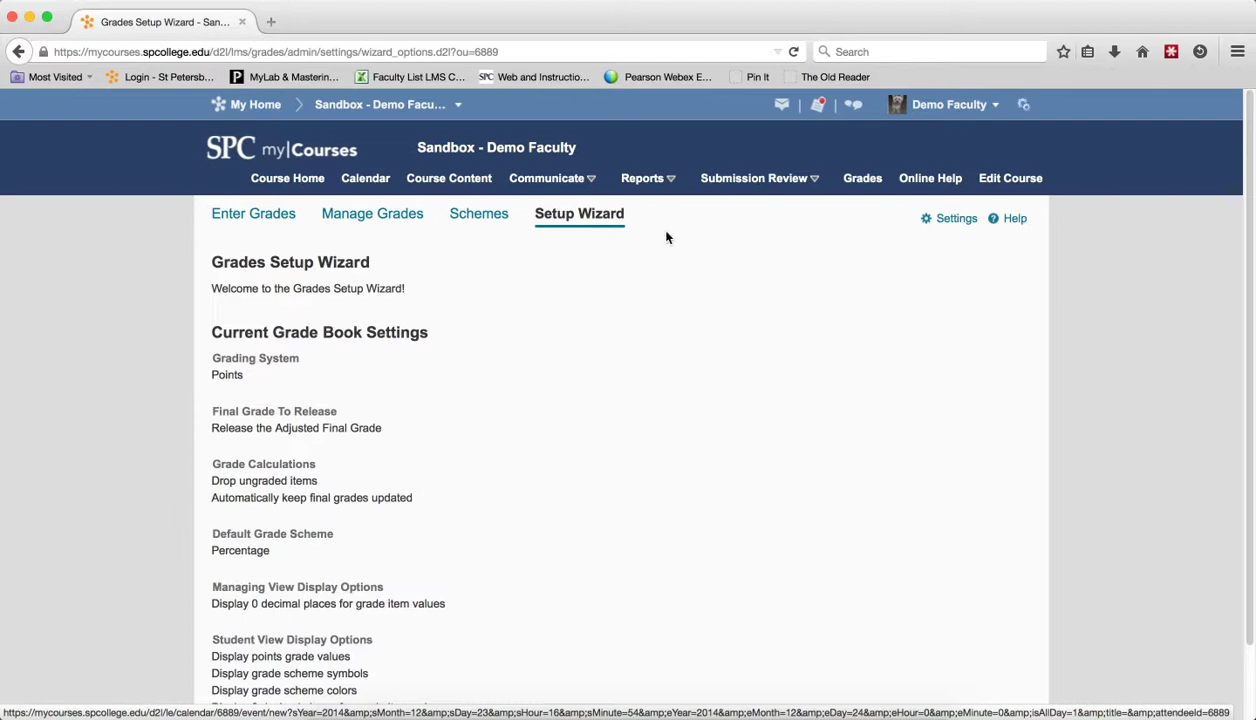 Grades Setup Wizard - San...
https://mycourses.spcollege.edu/d2l/lms/grades/admin/settings/wizard_options.d2l?ou=6889
Search
Most Visited
Login - St Petersb...
MyLab & Mastering...
Faculty List LMS C...
SPC Web and Instructio...
Pearson Webex E...
Pin It
The Old Reader
My Home
Sandbox - Demo Facu...
Demo Faculty
SPC my|Courses
Sandbox - Demo Faculty
Course Home
Calendar
Course Content
Communicate
Reports
Submission Review
Grades
Online Help
Edit Course
Enter Grades
Manage Grades
Schemes
Setup Wizard
Settings
Help
Grades Setup Wizard
Welcome to the Grades Setup Wizard!
Current Grade Book Settings
Grading System
Points
Final Grade To Release
Release the Adjusted Final Grade
Grade Calculations
Drop ungraded items
Automatically keep final grades updated
Default Grade Scheme
Percentage
Managing View Display Options
Display 0 decimal places for grade item values
Student View Display Options
Display points grade values
Display grade scheme symbols
Display grade scheme colors
https://mycourses.spcollege.edu/d2l/le/calendar/6889/event/new?sYear=2014&amp;sMonth=12&amp;sDay=23&amp;sHour=16&amp;sMinute=54&amp;eYear=2014&amp;eMonth=12&amp;eDay=24&amp;eHour=0&amp;eMinute=0&amp;isAllDay=1&amp;title=&amp;attendeeId=6889